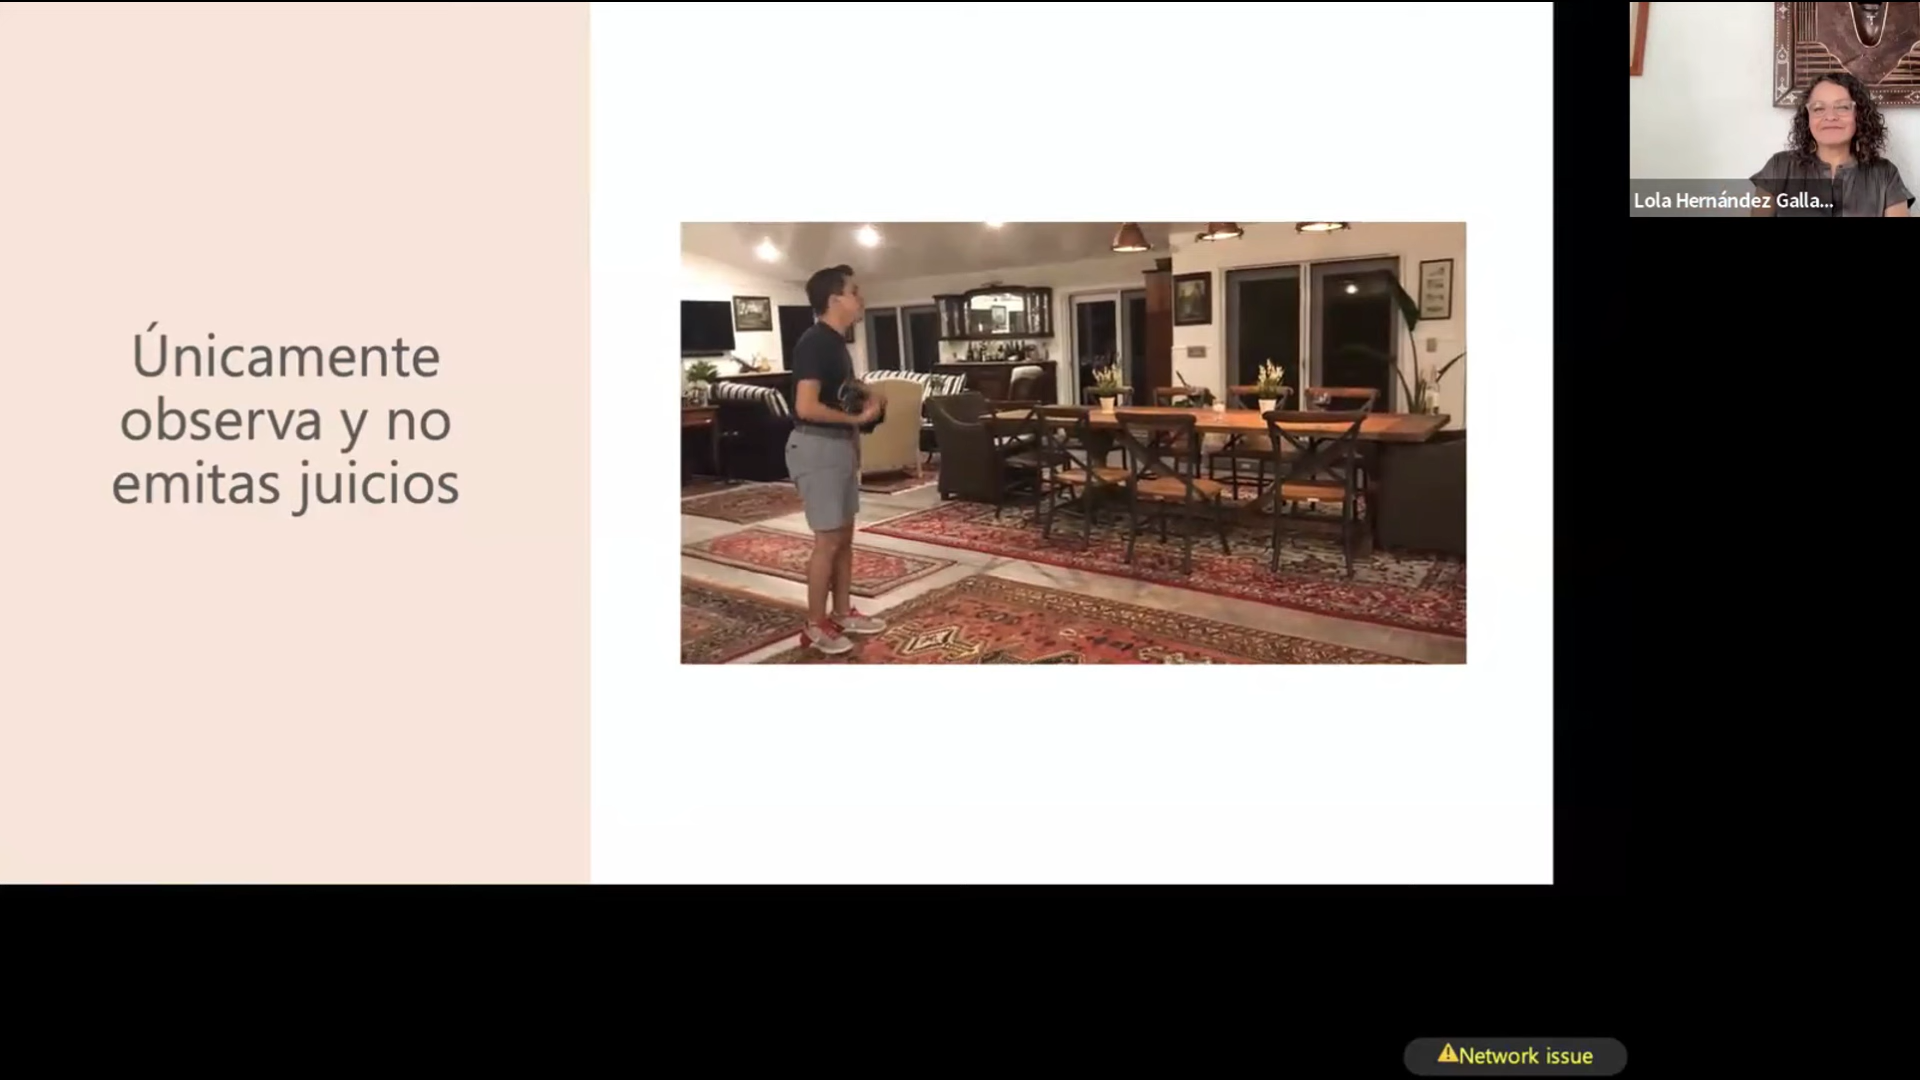 Únicamente
observa y no
emitas juicios
Lola Hernández Galla...
Network issue